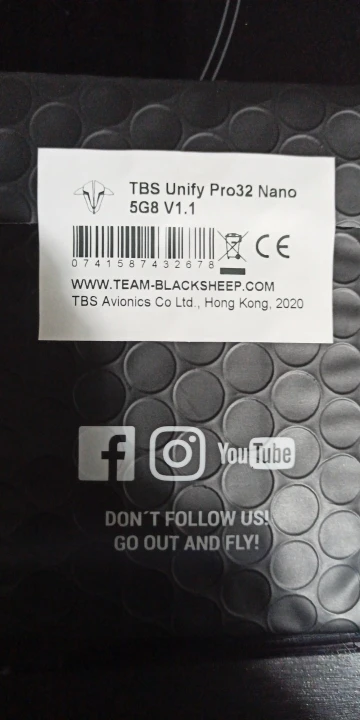 TBS Unify Pro32 Nano
5G8 V1.1
0741587432678
WWW.TEAM-BLACKSHEEP.COM
TBS Avionics Co Ltd., Hong Kong, 2020
f YouTube
DON´T FOLLOW US!
GO OUT AND FLY!